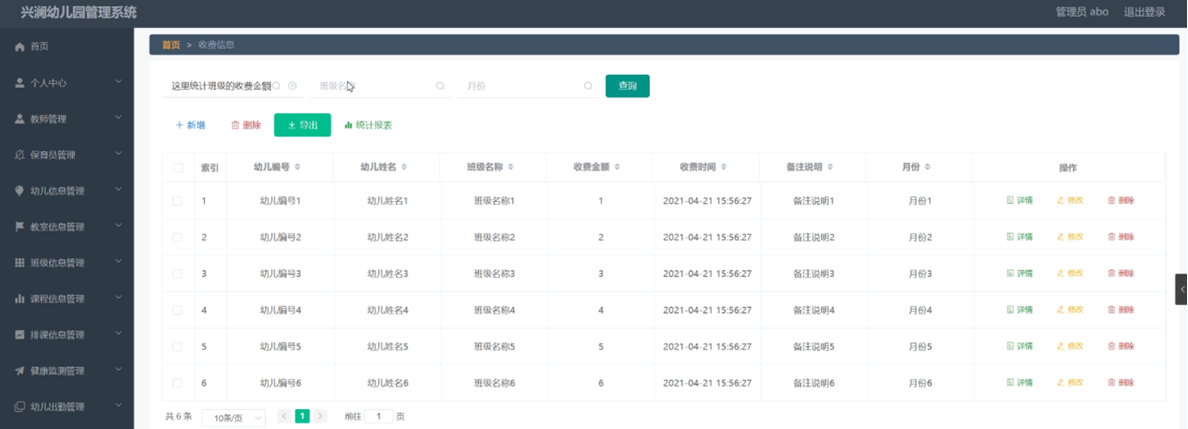 兴澜幼儿园管理系统 管理员 abo 退出登录
首页
个人中心
教师管理
保育员管理
幼儿信息管理
教室信息管理
班级信息管理
课程信息管理
排课信息管理
健康监测管理
幼儿出勤管理
首页 > 收费信息
这里统计班级的收费金额 班级名称 月份 查询
+ 新增 删除 导出 统计报表
索引 幼儿编号 幼儿姓名 班级名称 收费金额 收费时间 备注说明 月份 操作
1 幼儿编号1 幼儿姓名1 班级名称1 1 2021-04-21 15:56:27 备注说明1 月份1 详情 修改 删除
2 幼儿编号2 幼儿姓名2 班级名称2 2 2021-04-21 15:56:27 备注说明2 月份2 详情 修改 删除
3 幼儿编号3 幼儿姓名3 班级名称3 3 2021-04-21 15:56:27 备注说明3 月份3 详情 修改 删除
4 幼儿编号4 幼儿姓名4 班级名称4 4 2021-04-21 15:56:27 备注说明4 月份4 详情 修改 删除
5 幼儿编号5 幼儿姓名5 班级名称5 5 2021-04-21 15:56:27 备注说明5 月份5 详情 修改 删除
6 幼儿编号6 幼儿姓名6 班级名称6 6 2021-04-21 15:56:27 备注说明6 月份6 详情 修改 删除
共 6 条 10条/页 < 1 > 前往 1 页